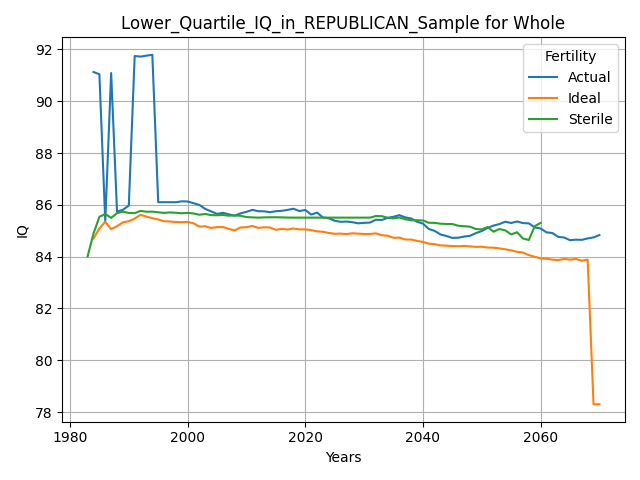 Lower_Quartile_IQ_in_REPUBLICAN_Sample for Whole
Fertility
Actual
Ideal
Sterile
92
90
88
86
84
82
80
78
IQ
1980
2000
2020
2040
2060
Years